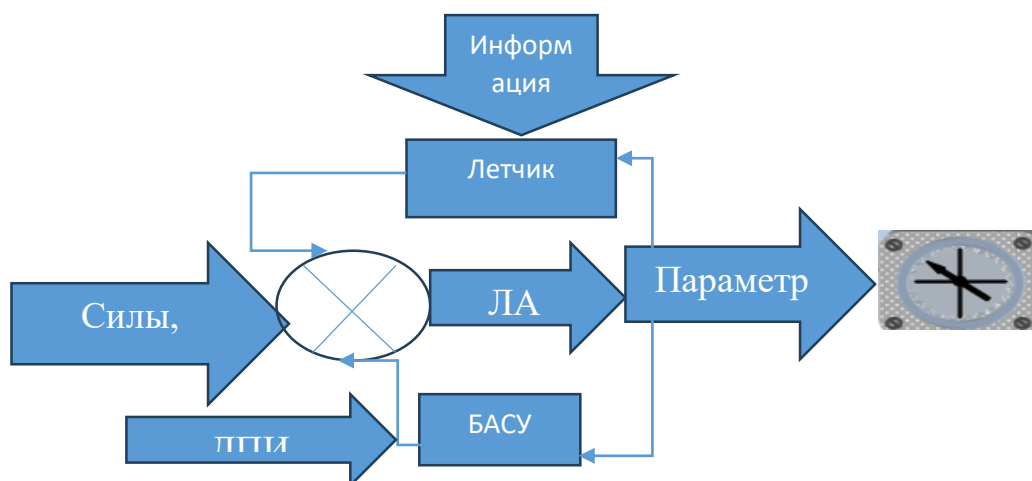 Информ
ация
Летчик
Силы,
ЛА
Параметр
БАСУ